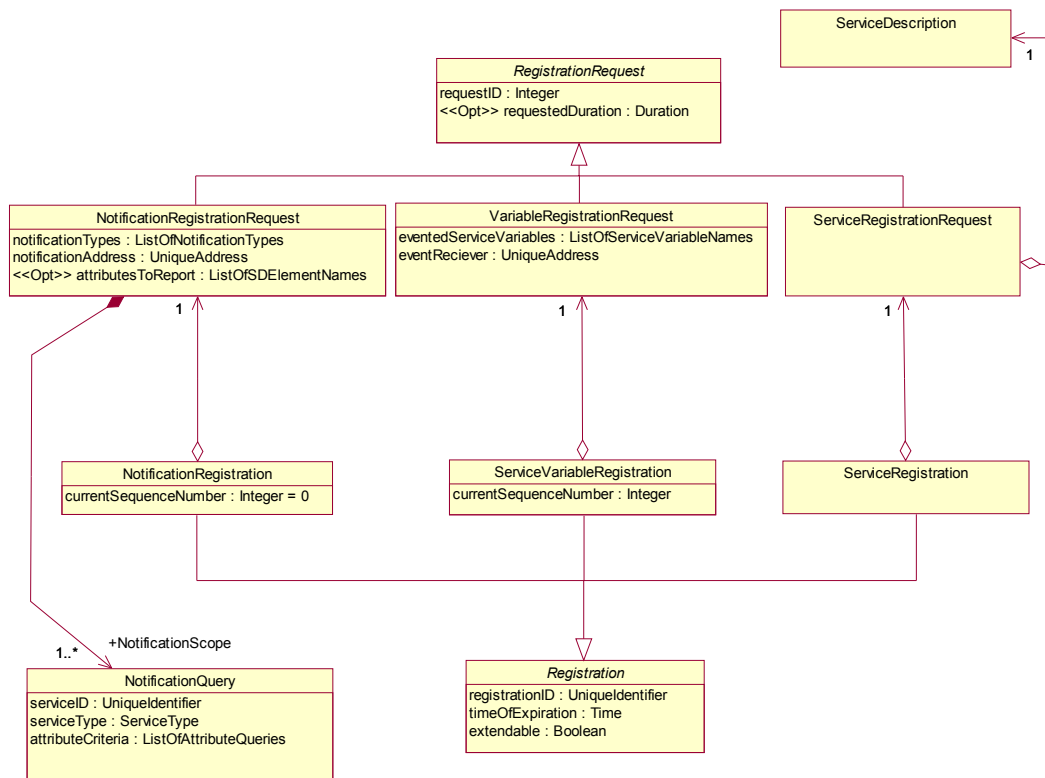 ServiceDescription
1
RegistrationRequest
requestID : Integer
<<Opt>> requestedDuration : Duration
NotificationRegistrationRequest
notificationTypes : ListOfNotificationTypes
notificationAddress : UniqueAddress
<<Opt>> attributesToReport : ListOfSDElementNames
VariableRegistrationRequest
eventedServiceVariables : ListOfServiceVariableNames
eventReciever : UniqueAddress
ServiceRegistrationRequest
1
1
1
NotificationRegistration
currentSequenceNumber : Integer = 0
ServiceVariableRegistration
currentSequenceNumber : Integer
ServiceRegistration
+NotificationScope
1..*
NotificationQuery
serviceID : UniqueIdentifier
serviceType : ServiceType
attributeCriteria : ListOfAttributeQueries
Registration
registrationID : UniqueIdentifier
timeOfExpiration : Time
extendable : Boolean